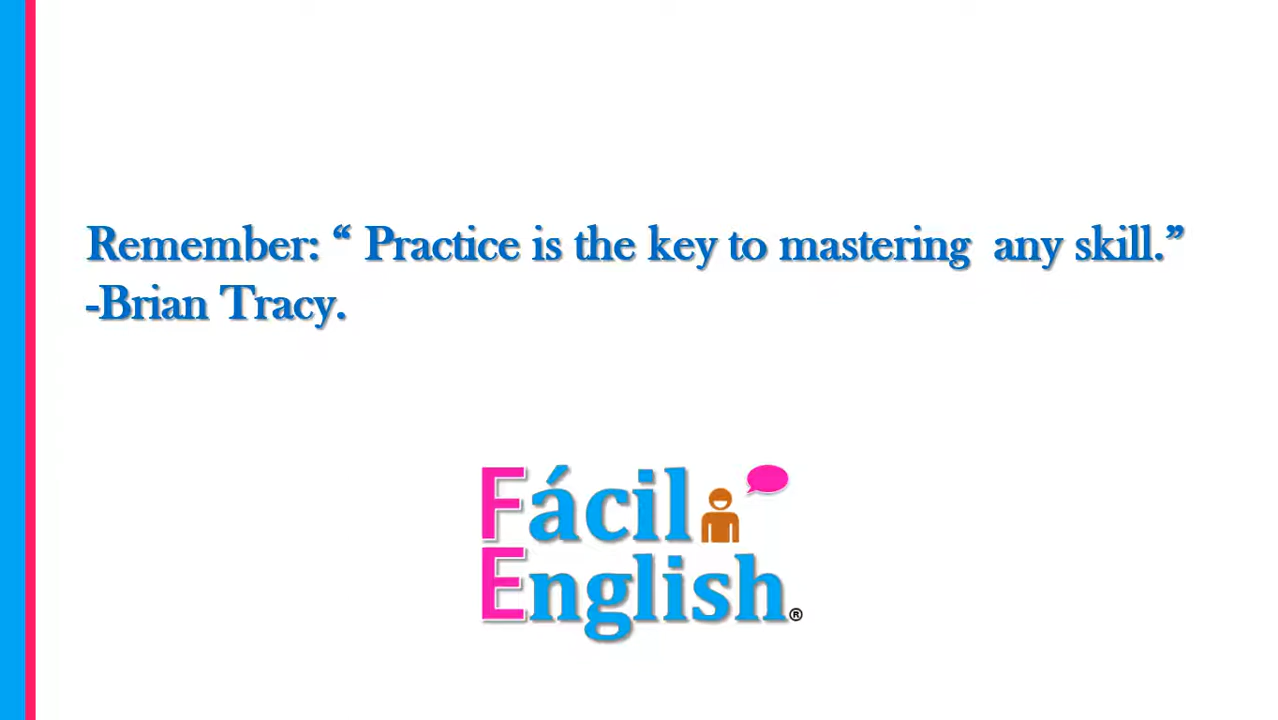 Remember: “ Practice is the key to mastering  any skill.”
-Brian Tracy.
Fácil
English®